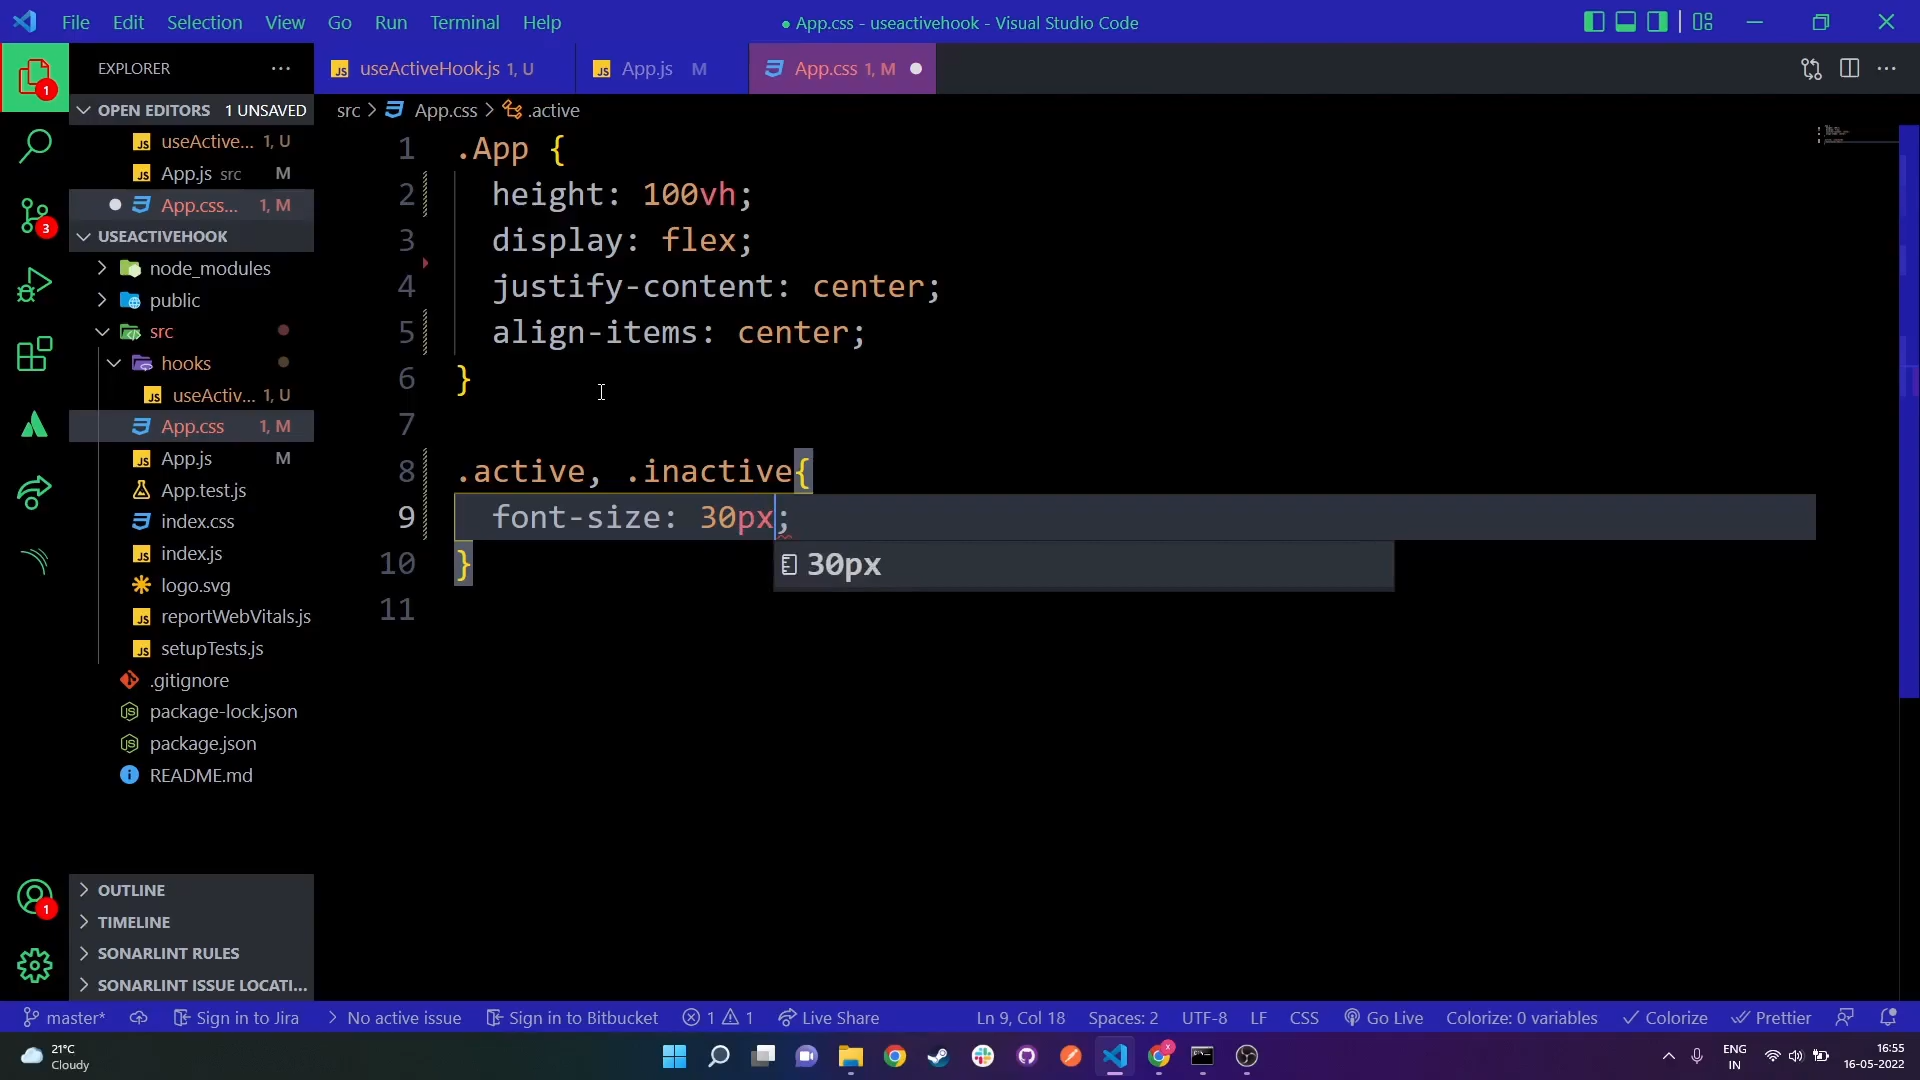 File Edit Selection View Go Run Terminal Help
● App.css - useactivehook - Visual Studio Code
EXPLORER ···
useActiveHook.js 1, U
App.js M
App.css 1, M
1
OPEN EDITORS 1 UNSAVED
src > App.css > .active
useActive... 1, U
App.js src M
App.css... 1, M
3
USEACTIVEHOOK
node_modules
public
src
hooks
useActiv... 1, U
App.css 1, M
App.js M
App.test.js
index.css
index.js
logo.svg
reportWebVitals.js
setupTests.js
.gitignore
package-lock.json
package.json
README.md
1 .App {
2 height: 100vh;
3 display: flex;
4 justify-content: center;
5 align-items: center;
6 }
7
8 .active, .inactive{
9 font-size: 30px;
30px
10 }
11
1
OUTLINE
TIMELINE
SONARLINT RULES
SONARLINT ISSUE LOCATI...
master* Sign in to Jira No active issue Sign in to Bitbucket 1 1 Live Share Ln 9, Col 18 Spaces: 2 UTF-8 LF CSS Go Live Colorize: 0 variables Colorize Prettier
21°C
Cloudy
ENG
IN
16:55
16-05-2022